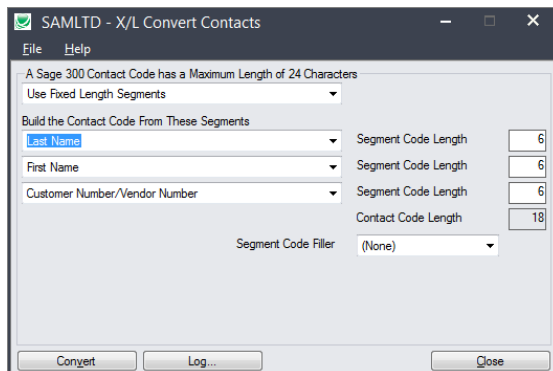 SAMLTD - X/L Convert Contacts
File Help
A Sage 300 Contact Code has a Maximum Length of 24 Characters
Use Fixed Length Segments
Build the Contact Code From These Segments
Last Name Segment Code Length 6
First Name Segment Code Length 6
Customer Number/Vendor Number Segment Code Length 6
Contact Code Length 18
Segment Code Filler (None)
Convert Log... Close